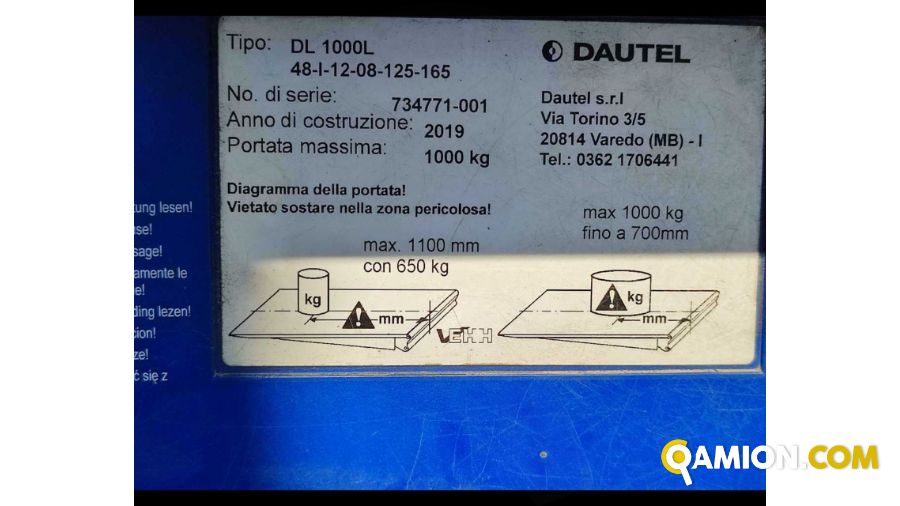 Tipo: DL 1000L
48-I-12-08-125-165
No. di serie: 734771-001
Anno di costruzione: 2019
Portata massima: 1000 kg
DAUTEL
Dautel s.r.l
Via Torino 3/5
20814 Varedo (MB) - I
Tel.: 0362 1706441
Diagramma della portata!
Vietato sostare nella zona pericolosa!
max. 1100 mm
con 650 kg
max 1000 kg
fino a 700mm
kg
mm
kg
mm
tung lesen!
se!
sage!
amente le
e!
ding lezen!
cion!
ze!
ć się z
QAMION.COM